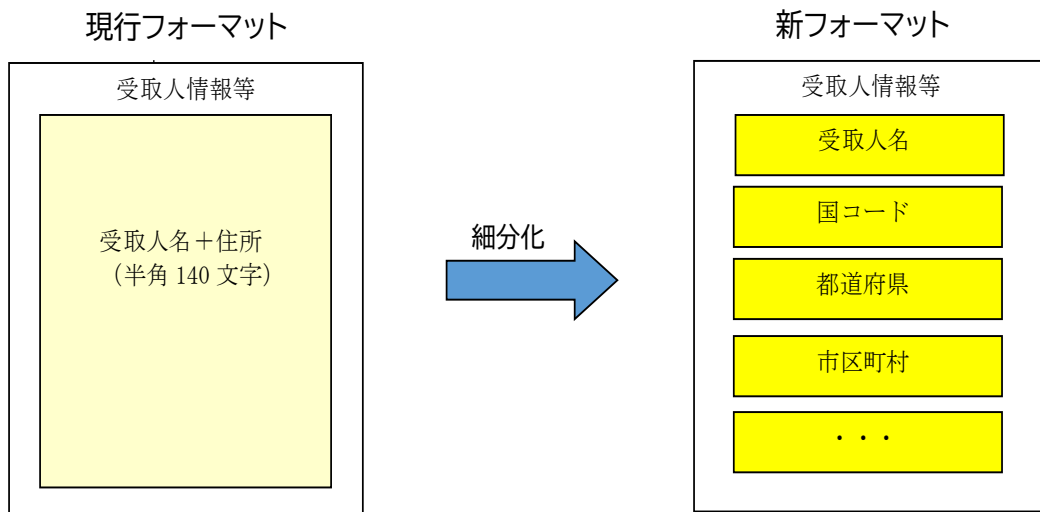 現行フォーマット
受取人情報等
受取人名＋住所
（半角 140 文字）
細分化
新フォーマット
受取人情報等
受取人名
国コード
都道府県
市区町村
・・・